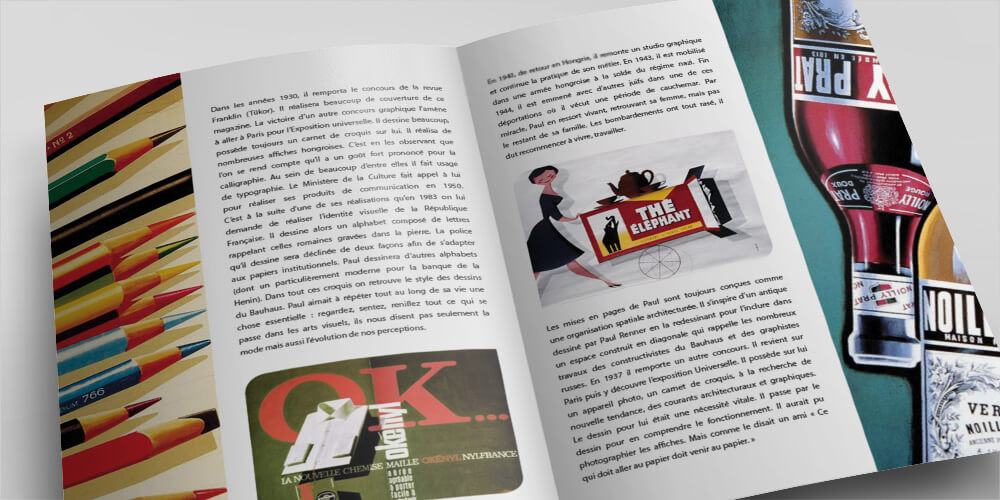 Nº 2
766
Dans les années 1930, il remporta le concours de la revue
Franklin (Tükor). Il réalisera beaucoup de couverture de ce
magazine. La victoire d'un autre concours graphique l'amène
à aller à Paris pour l'Exposition universelle. Il dessine beaucoup,
possède toujours un carnet de croquis sur lui. Il réalisa de
nombreuses affiches hongroises. C'est en les observant que
l'on se rend compte qu'il a un goût fort prononcé pour la
calligraphie. Au sein de beaucoup d'entre elles il fait usage
de typographie. Le Ministère de la Culture fait appel à lui
pour réaliser ses produits de communication en 1950.
C'est à la suite d'une de ses réalisations qu'en 1983 on lui
demande de réaliser l'identité visuelle de la République
Française. Il dessine alors un alphabet composé de lettres
rappelant celles romaines gravées dans la pierre. La police
qu'il dessine sera déclinée de deux façons afin de s'adapter
aux papiers institutionnels. Paul dessinera d'autres alphabets
(dont un particulièrement moderne pour la banque de la
Henin). Dans tout ces croquis on retrouve le style des dessins
du Bauhaus. Paul aimait à répéter tout au long de sa vie une
chose essentielle : regardez, sentez, renillez tout ce qui se
passe dans les arts visuels, ils nous disent pas seulement la
mode mais aussi l'évolution de nos perceptions.
OK...
okényl
LA NOUVELLE CHEMISE MAILLE OKÉNYL NYLFRANCE
aérée
agréable
à porter
facile à
En 1940, de retour en Hongrie, il remonte un studio graphique
et continue la pratique de son métier. En 1943, il est mobilisé
dans une armée hongroise à la solde du régime nazi. Fin
1944, il est emmené avec d'autres juifs dans une de ces
déportations où il vécut une période de cauchemar. Par
miracle. Paul en ressort vivant, retrouvant sa femme, mais pas
le restant de sa famille. Les bombardements ont tout rasé, il
dut recommencer à vivre, travailler.
THÉ
ELÉPHANT
Les mises en pages de Paul sont toujours conçues comme
une organisation spatiale architecturée. Il s'inspire d'un antique
dessiné par Paul Renner en la redessinant pour l'inclure dans
un espace construit en diagonale qui rappelle les nombreux
travaux des constructivistes du Bauhaus et des graphistes
russes. En 1937 il remporte un autre concours. Il revient sur
Paris puis y découvre l'exposition Universelle. Il possède sur lui
un appareil photo, un carnet de croquis, à la recherche de
nouvelle tendance, des courants architecturaux et graphiques.
Le dessin pour lui était une nécessité vitale. Il passe par le
dessin pour en comprendre le fonctionnement. Il aurait pu
photographier les affiches. Mais comme le disait un ami « Ce
qui doit aller au papier doit venir au papier. »
Y PRAT
NOILLY PRAT
ROUGE
DOUX
NOILLY PRAT
NOILLY
MAISON
VER
NOILL